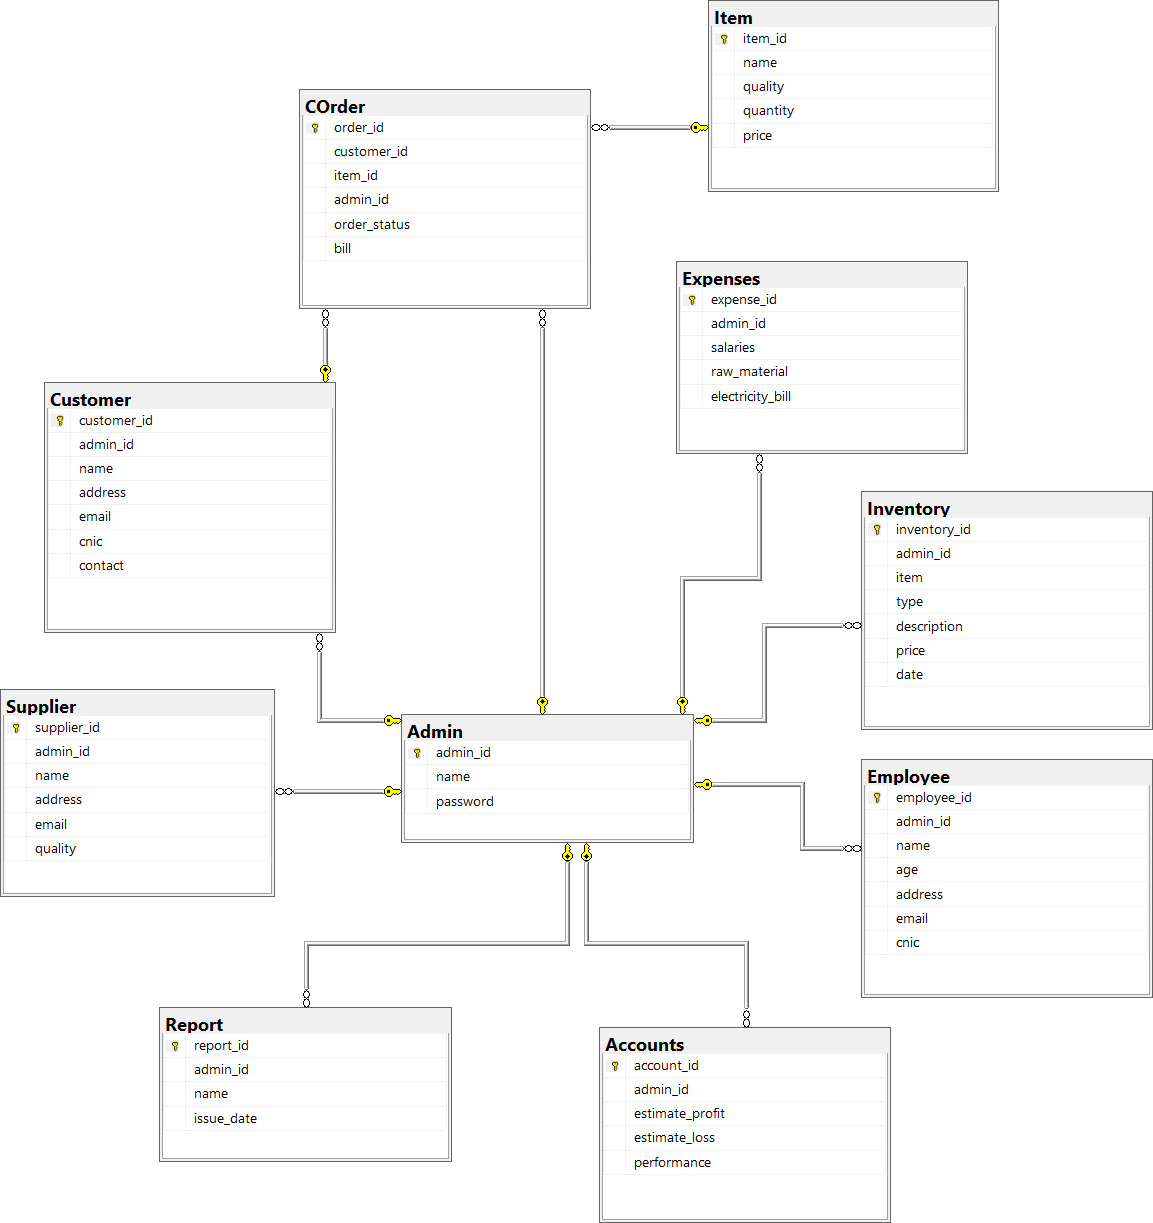 Item
item_id
name
quality
quantity
price
COrder
order_id
customer_id
item_id
admin_id
order_status
bill
Expenses
expense_id
admin_id
salaries
raw_material
electricity_bill
Customer
customer_id
admin_id
name
address
email
cnic
contact
Inventory
inventory_id
admin_id
item
type
description
price
date
Supplier
supplier_id
admin_id
name
address
email
quality
Admin
admin_id
name
password
Employee
employee_id
admin_id
name
age
address
email
cnic
Report
report_id
admin_id
name
issue_date
Accounts
account_id
admin_id
estimate_profit
estimate_loss
performance